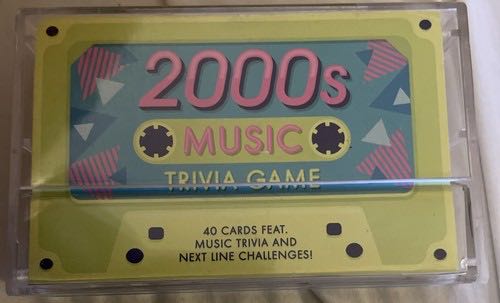 2000s
MUSIC
TRIVIA GAME
40 CARDS FEAT.
MUSIC TRIVIA AND
NEXT LINE CHALLENGES!